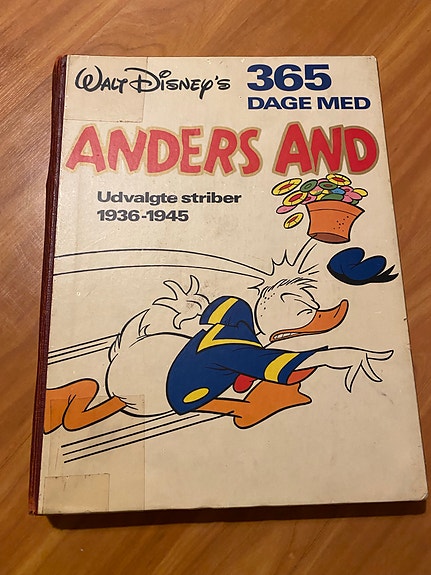 WALT DISNEY'S
365
DAGE MED
ANDERS AND
Udvalgte striber
1936-1945